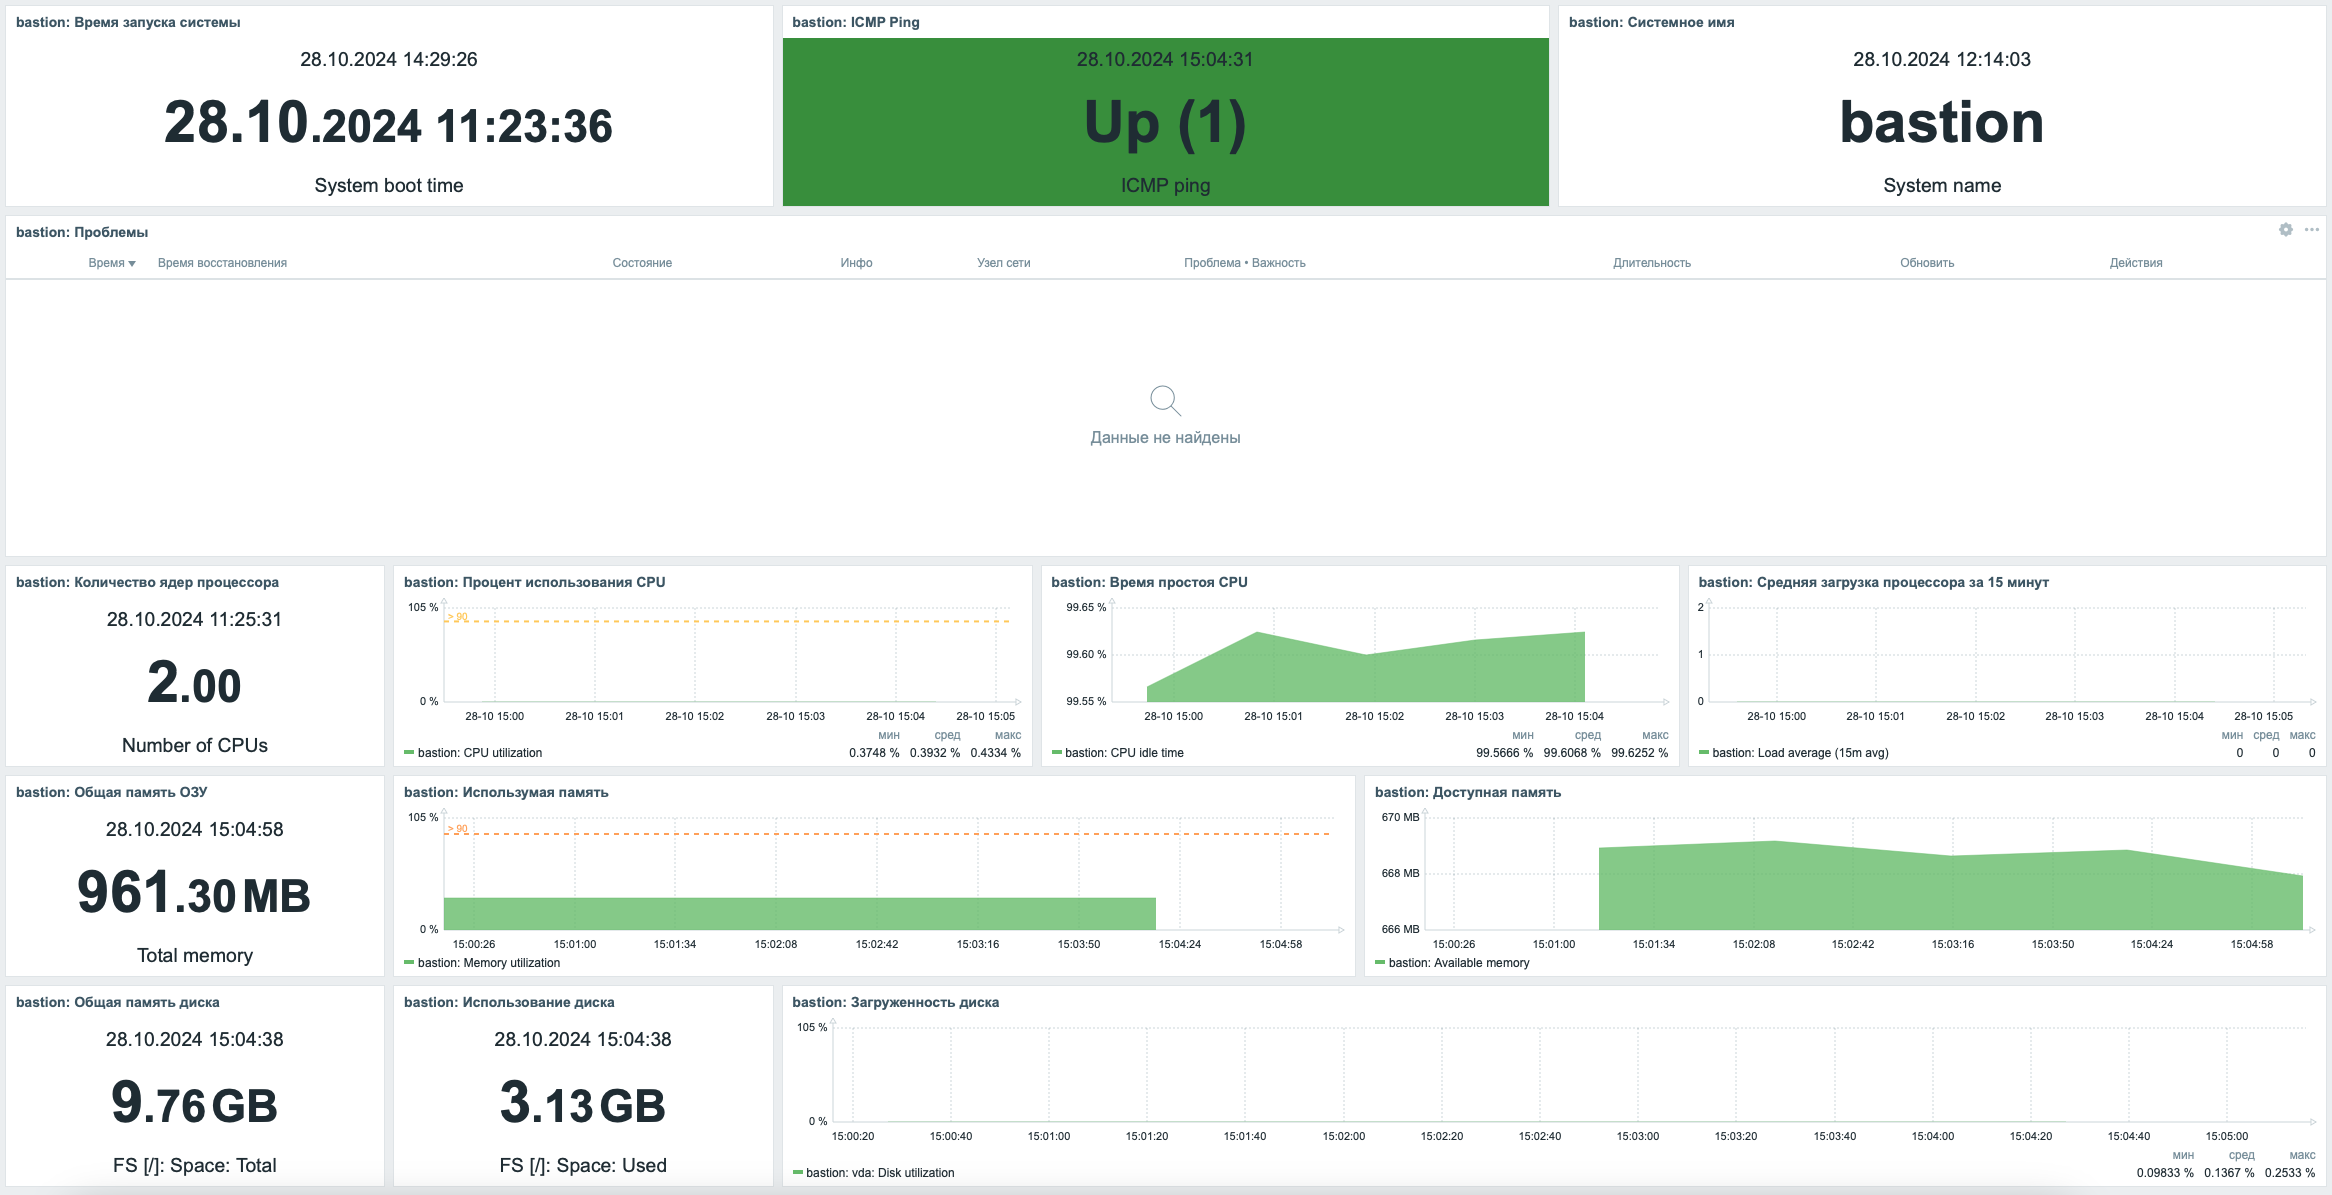 bastion: Время запуска системы
28.10.2024 14:29:26
28.10.2024 11:23:36
System boot time
bastion: ICMP Ping
28.10.2024 15:04:31
Up (1)
ICMP ping
bastion: Системное имя
28.10.2024 12:14:03
bastion
System name
bastion: Проблемы
Время Время восстановления Состояние Инфо Узел сети Проблема • Важность Длительность Обновить Действия
Данные не найдены
bastion: Количество ядер процессора
28.10.2024 11:25:31
2.00
Number of CPUs
bastion: Процент использования CPU
105 %
> 90
0 %
28-10 15:00 28-10 15:01 28-10 15:02 28-10 15:03 28-10 15:04 28-10 15:05
мин сред макс
bastion: CPU utilization 0.3748 % 0.3932 % 0.4334 %
bastion: Время простоя CPU
99.65 %
99.60 %
99.55 %
28-10 15:00 28-10 15:01 28-10 15:02 28-10 15:03 28-10 15:04
мин сред макс
bastion: CPU idle time 99.5666 % 99.6068 % 99.6252 %
bastion: Средняя загрузка процессора за 15 минут
2
1
0
28-10 15:00 28-10 15:01 28-10 15:02 28-10 15:03 28-10 15:04 28-10 15:05
мин сред макс
bastion: Load average (15m avg) 0 0 0
bastion: Общая память ОЗУ
28.10.2024 15:04:58
961.30 MB
Total memory
bastion: Использумая память
105 %
> 90
0 %
15:00:26 15:01:00 15:01:34 15:02:08 15:02:42 15:03:16 15:03:50 15:04:24 15:04:58
bastion: Memory utilization
bastion: Доступная память
670 MB
668 MB
666 MB
15:00:26 15:01:00 15:01:34 15:02:08 15:02:42 15:03:16 15:03:50 15:04:24 15:04:58
bastion: Available memory
bastion: Общая память диска
28.10.2024 15:04:38
9.76 GB
FS [/]: Space: Total
bastion: Использование диска
28.10.2024 15:04:38
3.13 GB
FS [/]: Space: Used
bastion: Загруженность диска
105 %
0 %
15:00:20 15:00:40 15:01:00 15:01:20 15:01:40 15:02:00 15:02:20 15:02:40 15:03:00 15:03:20 15:03:40 15:04:00 15:04:20 15:04:40 15:05:00
мин сред макс
bastion: vda: Disk utilization 0.09833 % 0.1367 % 0.2533 %